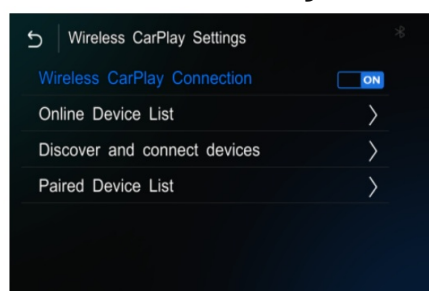 Wireless CarPlay Settings
Wireless CarPlay Connection
ON
Online Device List
Discover and connect devices
Paired Device List